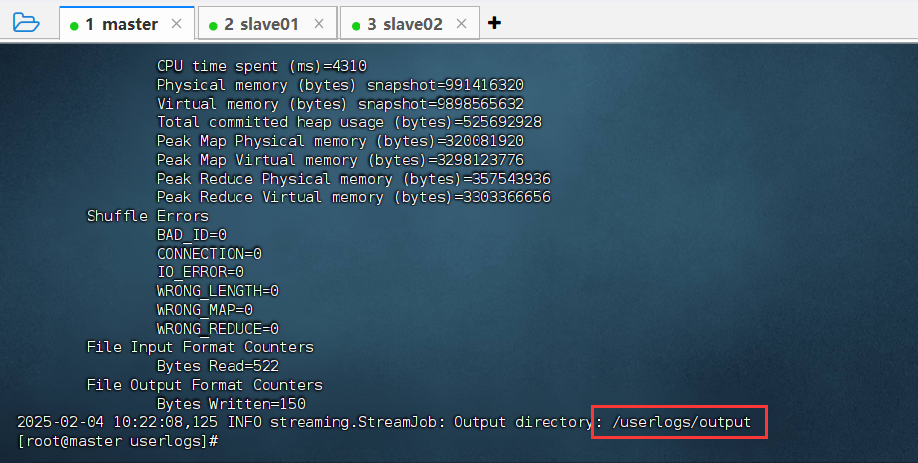 1 master × 2 slave01 × 3 slave02 × +
CPU time spent (ms)=4310
Physical memory (bytes) snapshot=991416320
Virtual memory (bytes) snapshot=9898565632
Total committed heap usage (bytes)=525692928
Peak Map Physical memory (bytes)=320081920
Peak Map Virtual memory (bytes)=3298123776
Peak Reduce Physical memory (bytes)=357543936
Peak Reduce Virtual memory (bytes)=3303366656
Shuffle Errors
BAD_ID=0
CONNECTION=0
IO_ERROR=0
WRONG_LENGTH=0
WRONG_MAP=0
WRONG_REDUCE=0
File Input Format Counters
Bytes Read=522
File Output Format Counters
Bytes Written=150
2025-02-04 10:22:08,125 INFO streaming.StreamJob: Output directory: /userlogs/output
[root@master userlogs]#